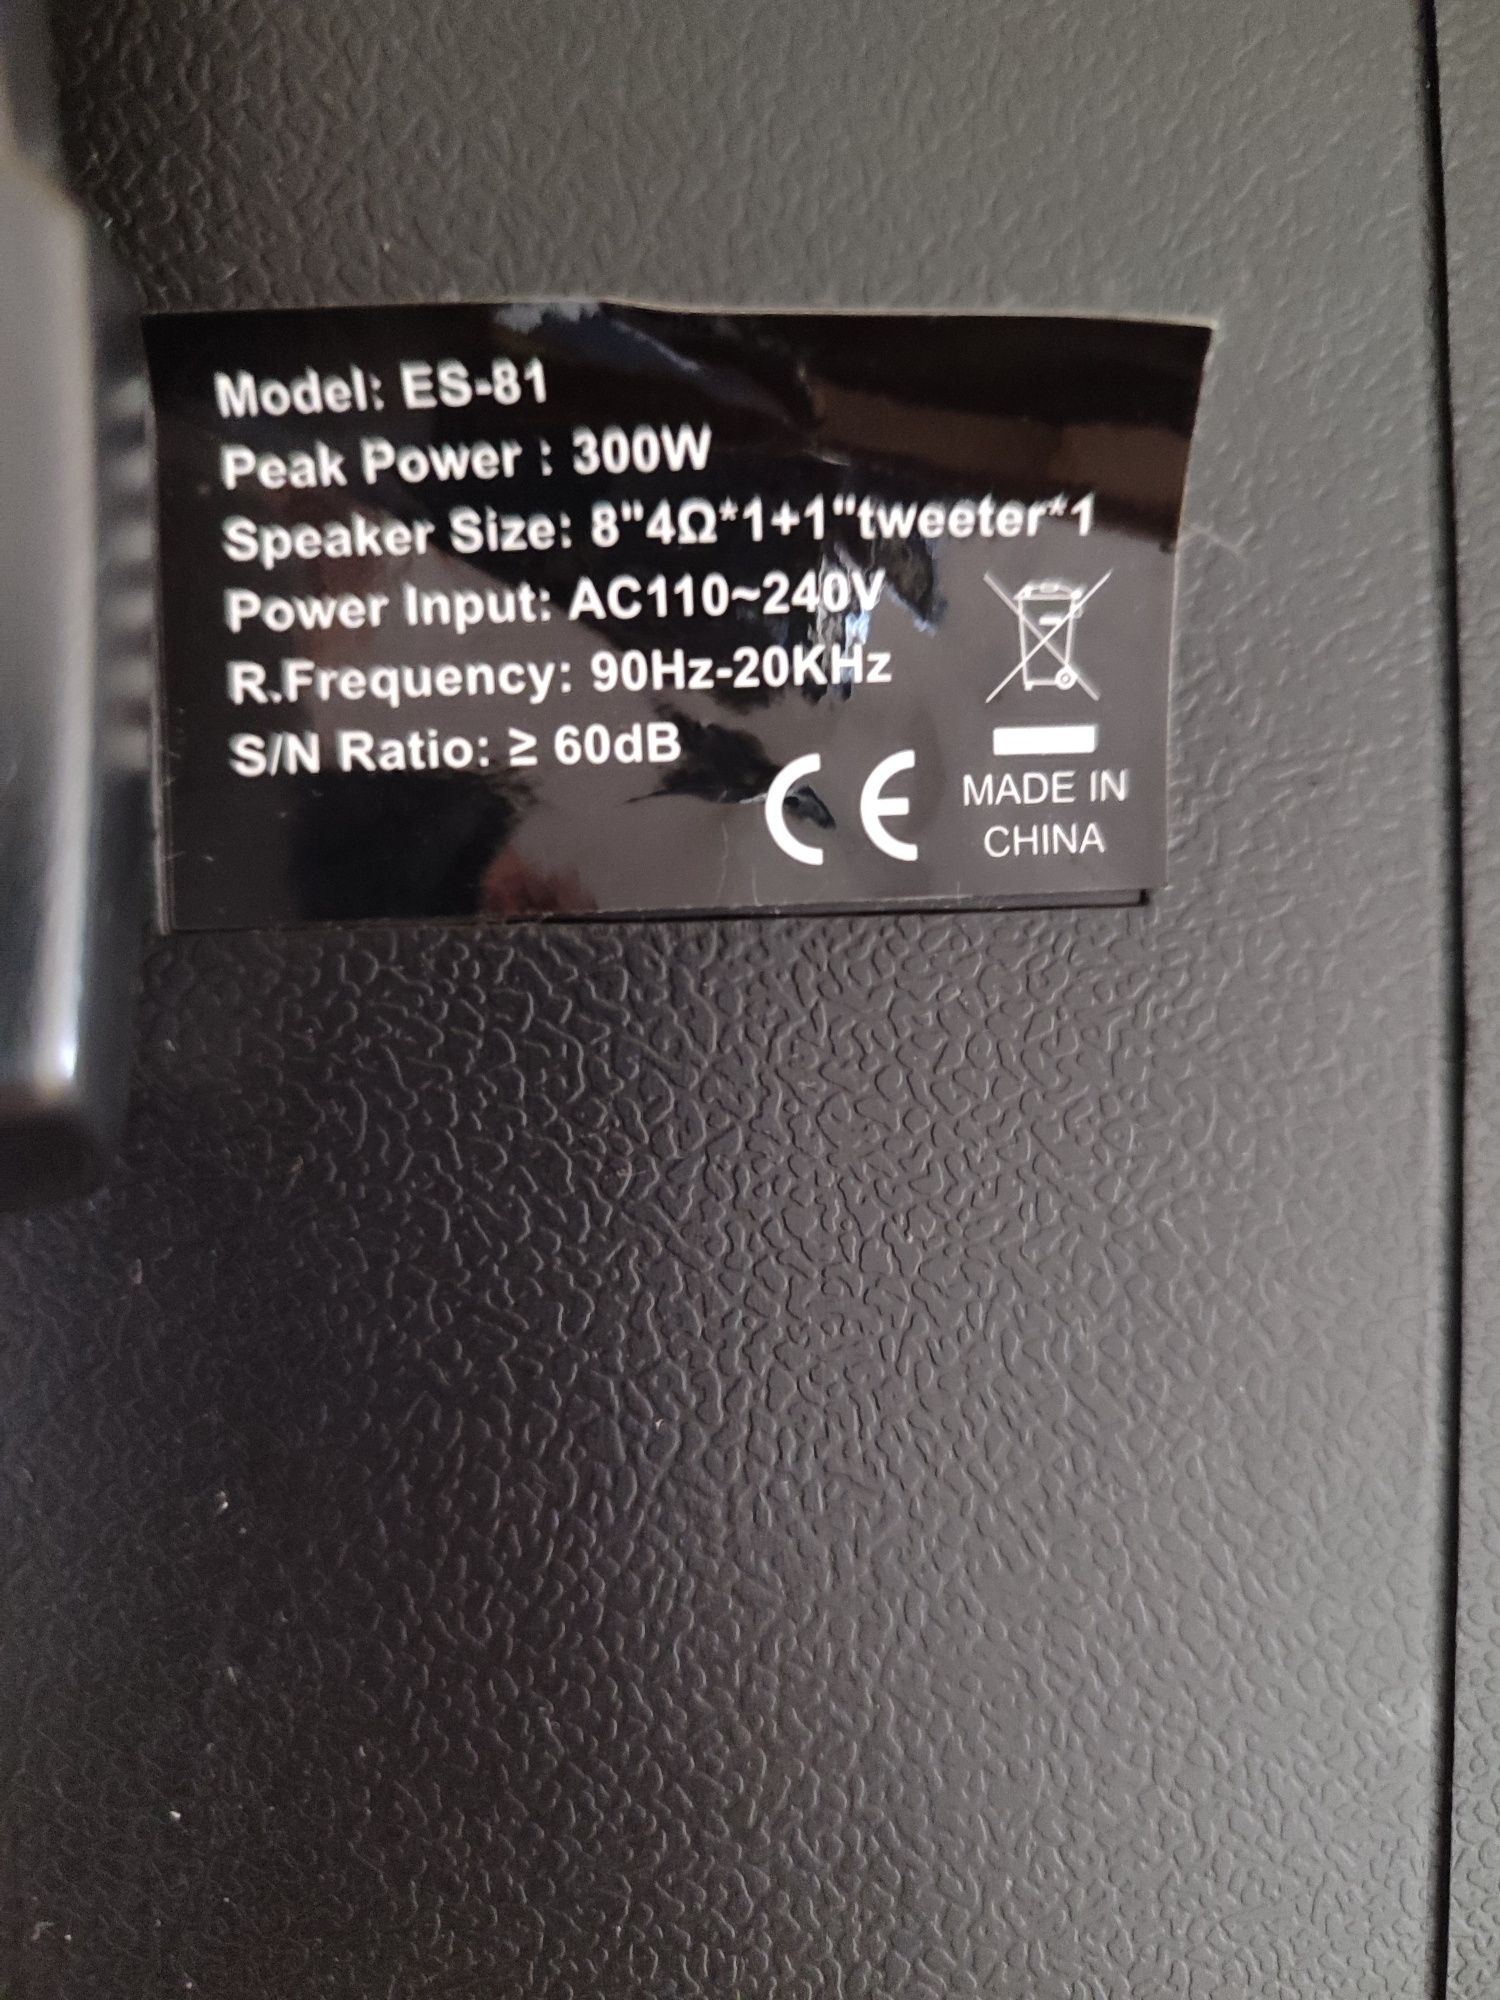 Model: ES-81
Peak Power : 300W
Speaker Size: 8"4Ω*1+1"tweeter*1
Power Input: AC110~240V
R.Frequency: 90Hz-20KHz
S/N Ratio: ≥ 60dB
CE
MADE IN
CHINA